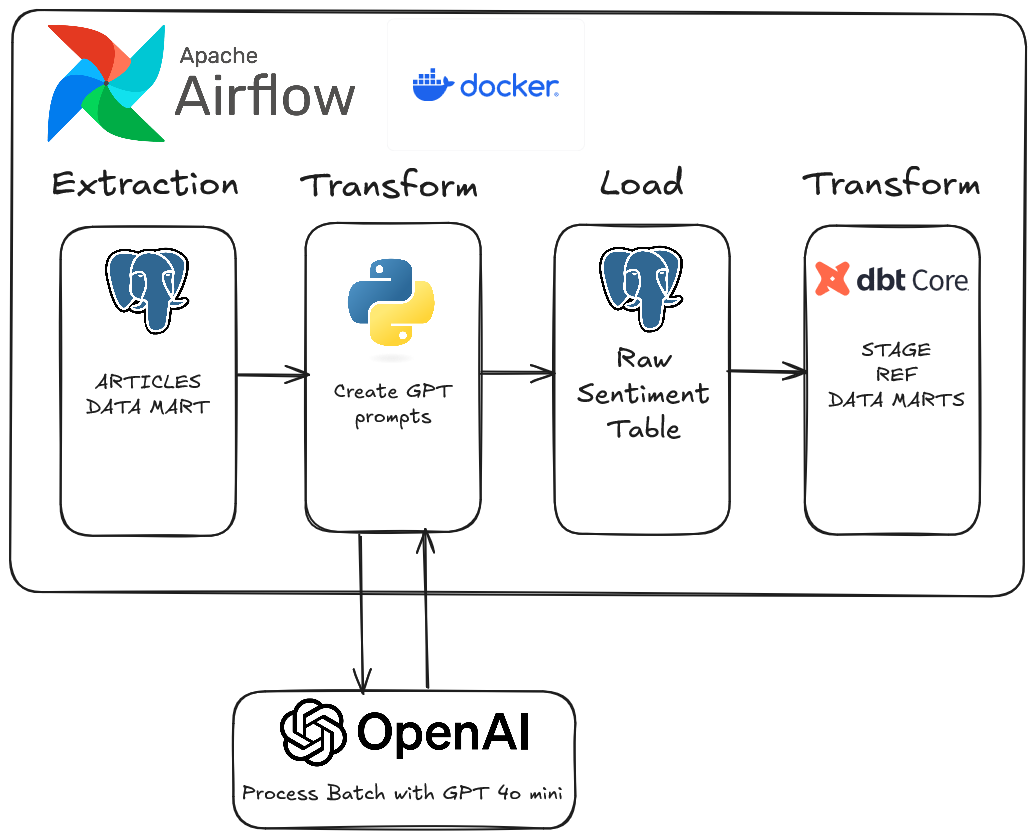 Apache
Airflow
docker
Extraction
Transform
Load
Transform
ARTICLES
DATA MART
Create GPT
prompts
Raw
Sentiment
Table
dbt Core
STAGE
REF
DATA MARTS
OpenAI
Process Batch with GPT 4o mini